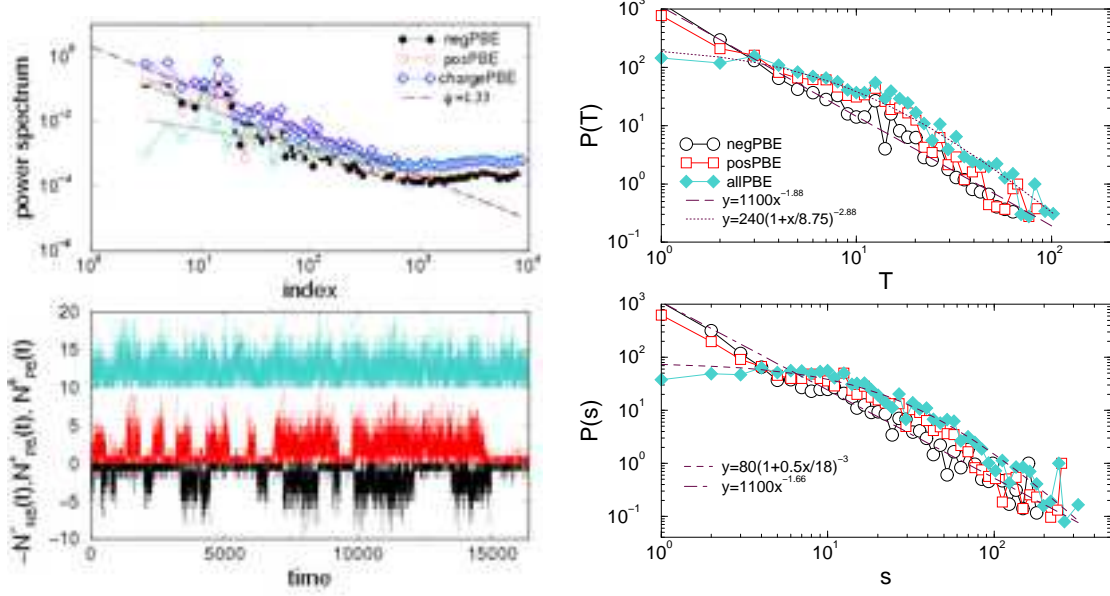 10^0
10^-2
10^-4
10^-6
power spectrum
negPBE
posPBE
chargePBE
φ=1.33
10^0
10^1
10^2
10^3
10^4
index
20
15
10
5
0
−5
−10
0
5000
10000
15000
time
10^3
10^2
10^1
10^0
10^-1
P(T)
negPBE
posPBE
allPBE
y=1100x^-1.88
y=240(1+x/8.75)^-2.88
10^0
10^1
10^2
T
10^3
10^2
10^1
10^0
10^-1
P(s)
y=80(1+0.5x/18)^-3
y=1100x^-1.66
10^0
10^1
10^2
s